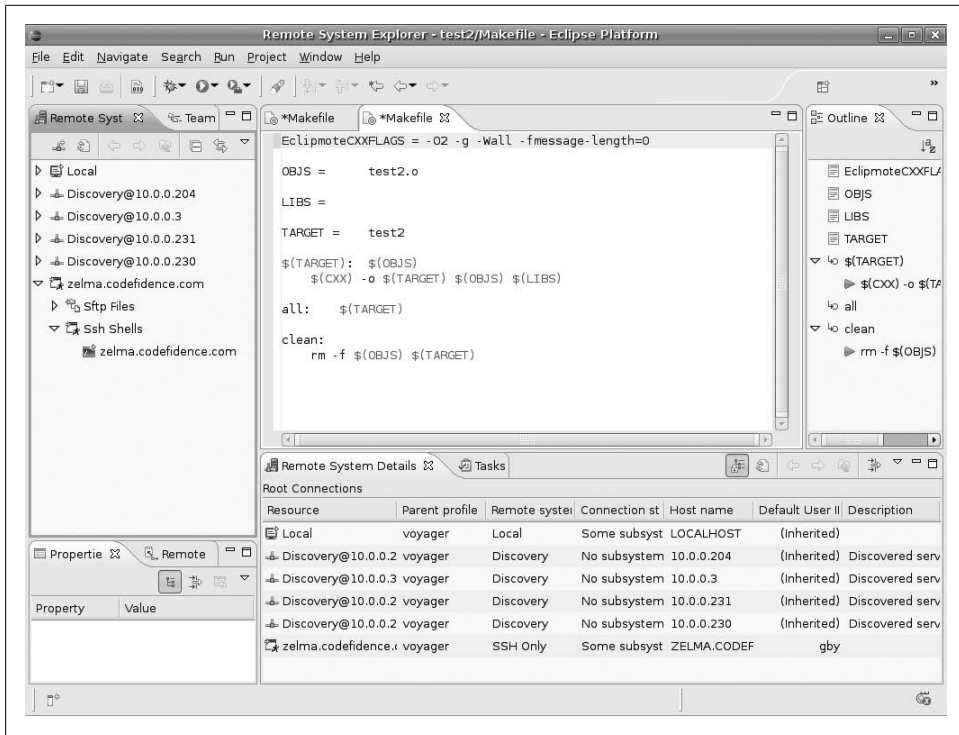 Remote System Explorer - test2/Makefile - Eclipse Platform
File Edit Navigate Search Run Project Window Help
Remote Syst
Team
Local
Discovery@10.0.0.204
Discovery@10.0.0.3
Discovery@10.0.0.231
Discovery@10.0.0.230
zelma.codefidence.com
Sftp Files
Ssh Shells
zelma.codefidence.com
*Makefile
*Makefile
EclipmoteCXXFLAGS = -O2 -g -Wall -fmessage-length=0
OBJS = test2.o
LIBS =
TARGET = test2
$(TARGET): $(OBJS)
$(CXX) -o $(TARGET) $(OBJS) $(LIBS)
all: $(TARGET)
clean:
rm -f $(OBJS) $(TARGET)
Outline
EclipmoteCXXFLA
OBJS
LIBS
TARGET
$(TARGET)
$(CXX) -o $(TA
all
clean
rm -f $(OBJS)
Propertie
Remote
Property Value
Remote System Details
Tasks
Root Connections
Resource Parent profile Remote system Connection st Host name Default User II Description
Local voyager Local Some subsyst LOCALHOST (Inherited)
Discovery@10.0.0.2 voyager Discovery No subsystem 10.0.0.204 (Inherited) Discovered serv
Discovery@10.0.0.3 voyager Discovery No subsystem 10.0.0.3 (Inherited) Discovered serv
Discovery@10.0.0.2 voyager Discovery No subsystem 10.0.0.231 (Inherited) Discovered serv
Discovery@10.0.0.2 voyager Discovery No subsystem 10.0.0.230 (Inherited) Discovered serv
zelma.codefidence.c voyager SSH Only Some subsyst ZELMA.CODEF gby